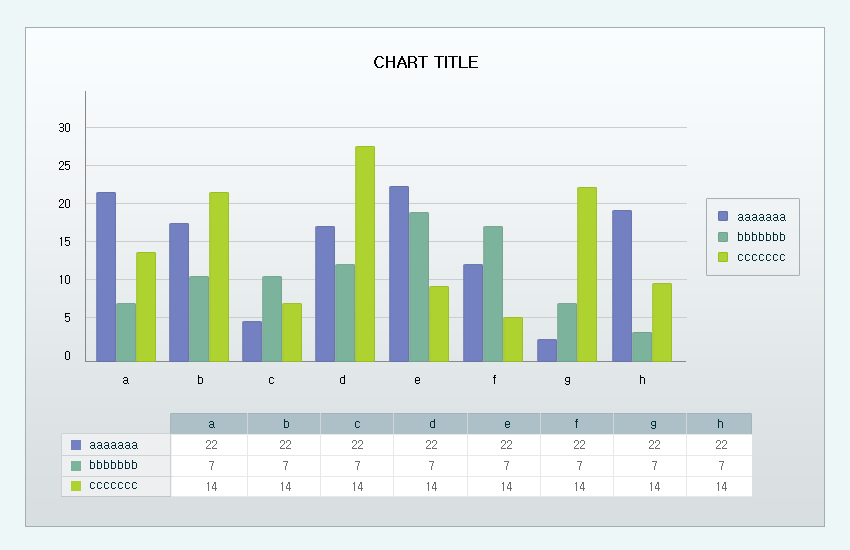 CHART TITLE
30
25
20
15
10
5
0
a b c d e f g h
aaaaaaa
bbbbbbb
ccccccc
a b c d e f g h
aaaaaaa 22 22 22 22 22 22 22 22
bbbbbbb 7 7 7 7 7 7 7 7
ccccccc 14 14 14 14 14 14 14 14